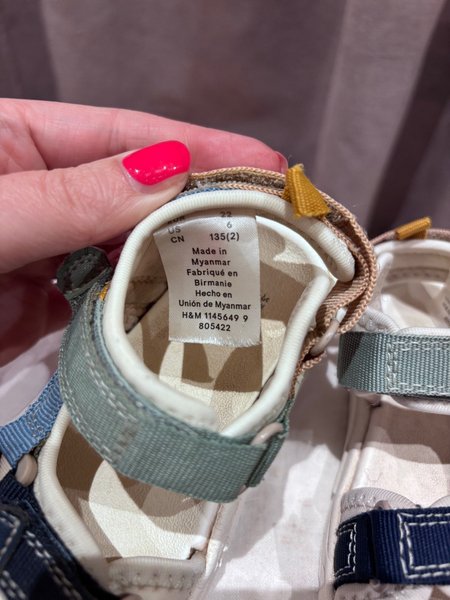 22
US 6
CN 135(2)
Made in
Myanmar
Fabriqué en
Birmanie
Hecho en
Unión de Myanmar
H&M 1145649 9
805422